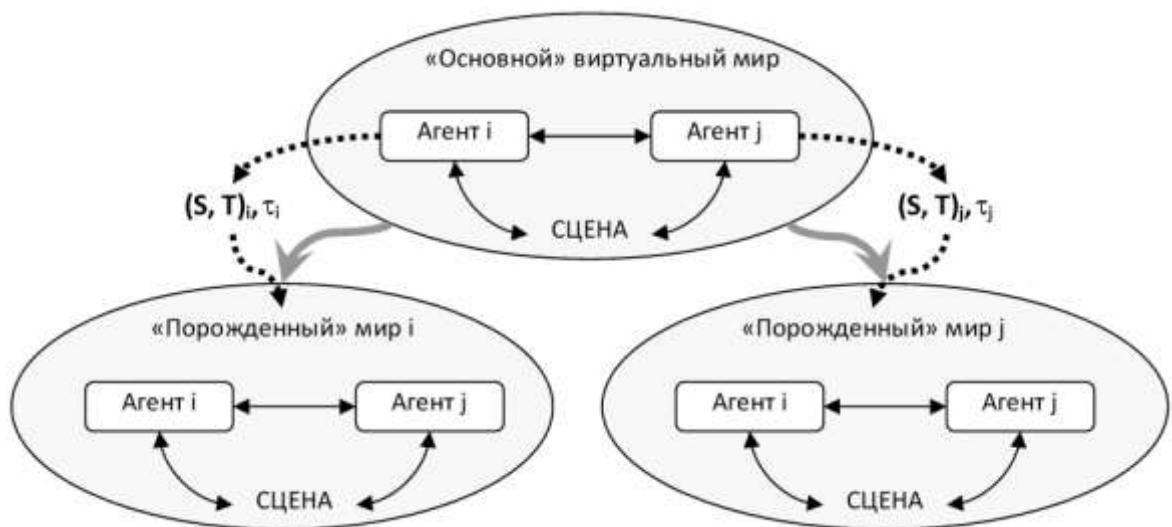 «Основной» виртуальный мир
Агент i
Агент j
(S, T)i, τi
(S, T)j, τj
СЦЕНА
«Порожденный» мир i
«Порожденный» мир j
Агент i
Агент j
Агент i
Агент j
СЦЕНА
СЦЕНА